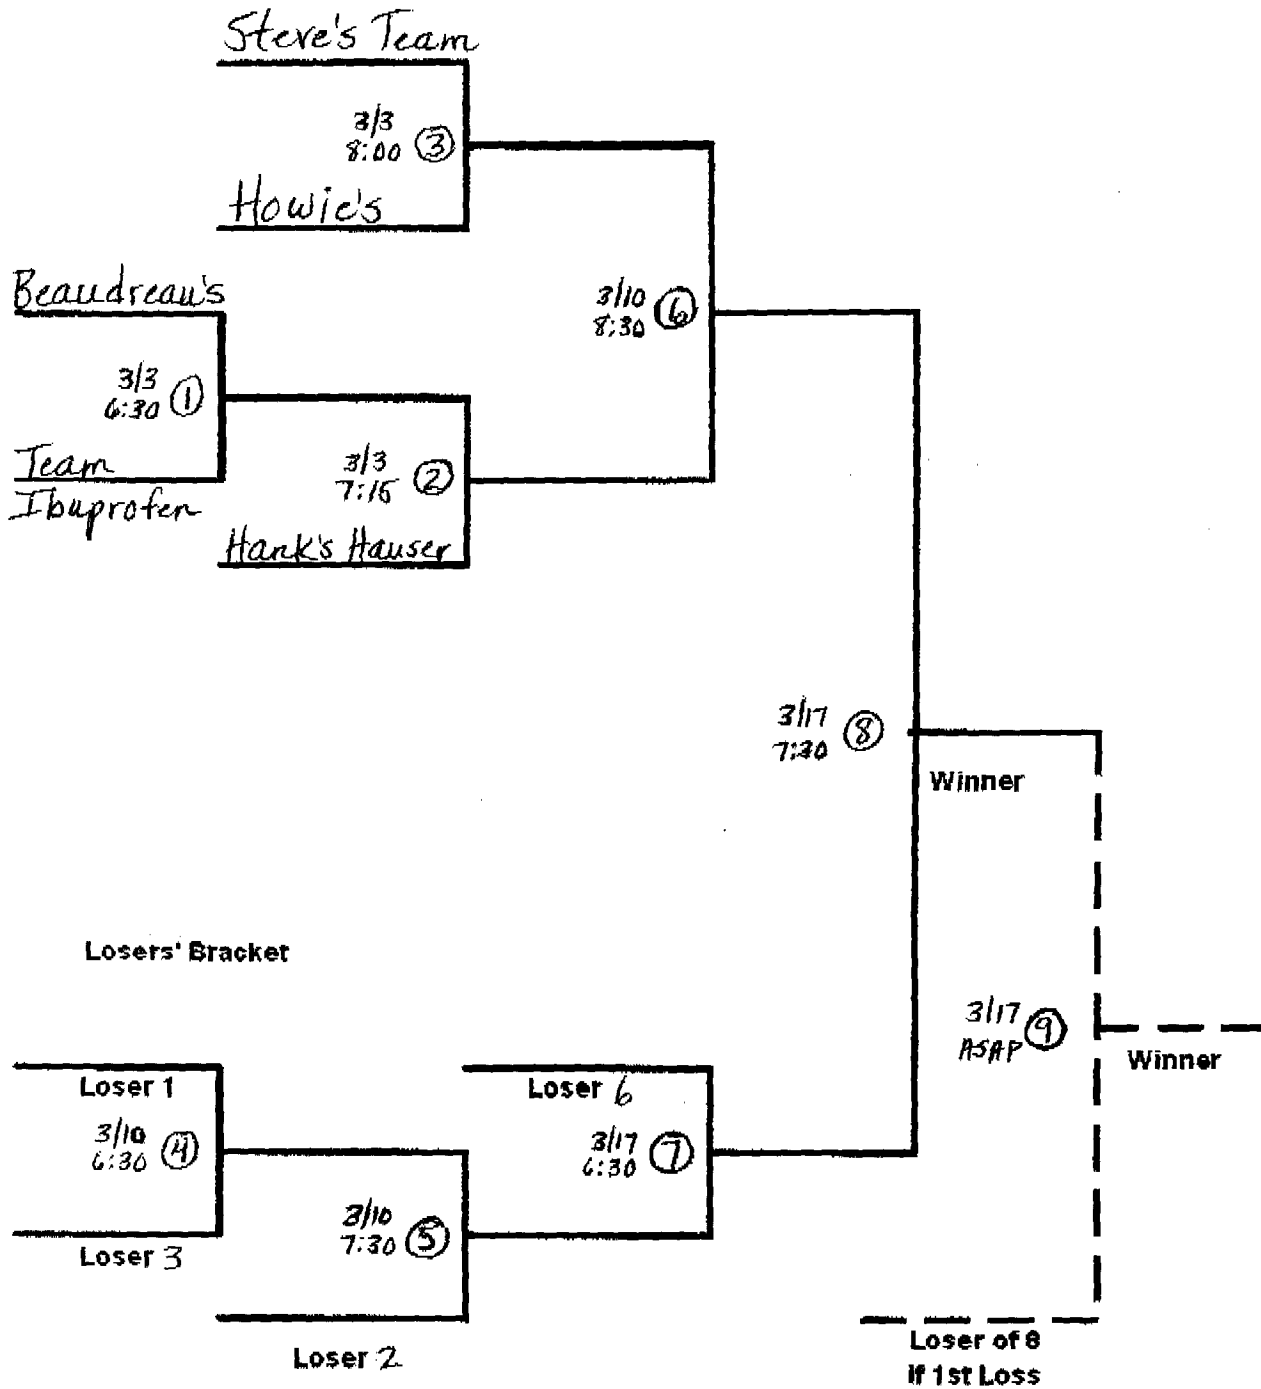 Steve's Team
3/3
8:00 3
Howie's
Beaudreau's
3/10
8:30 6
3/3
6:30 1
Team
Ibuprofen
3/3
7:15 2
Hank's Hauser
3/17
7:30 8
Winner
Losers' Bracket
3/17
ASAP 9
Winner
Loser 1
Loser 6
3/10
6:30 4
3/17
6:30 7
3/10
7:30 5
Loser 3
Loser 2
Loser of 8
if 1st Loss